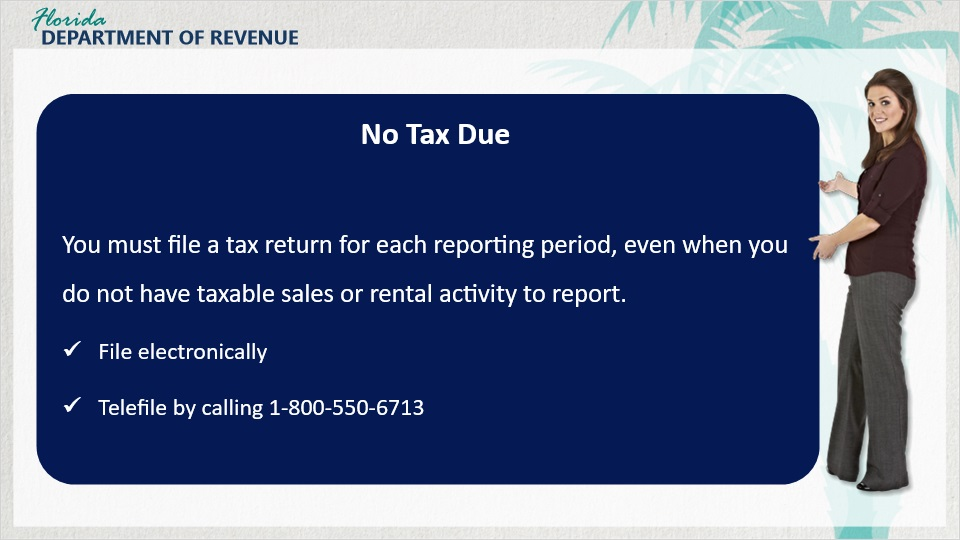 Florida
DEPARTMENT OF REVENUE
No Tax Due
You must file a tax return for each reporting period, even when you
do not have taxable sales or rental activity to report.
✓ File electronically
✓ Telefile by calling 1-800-550-6713